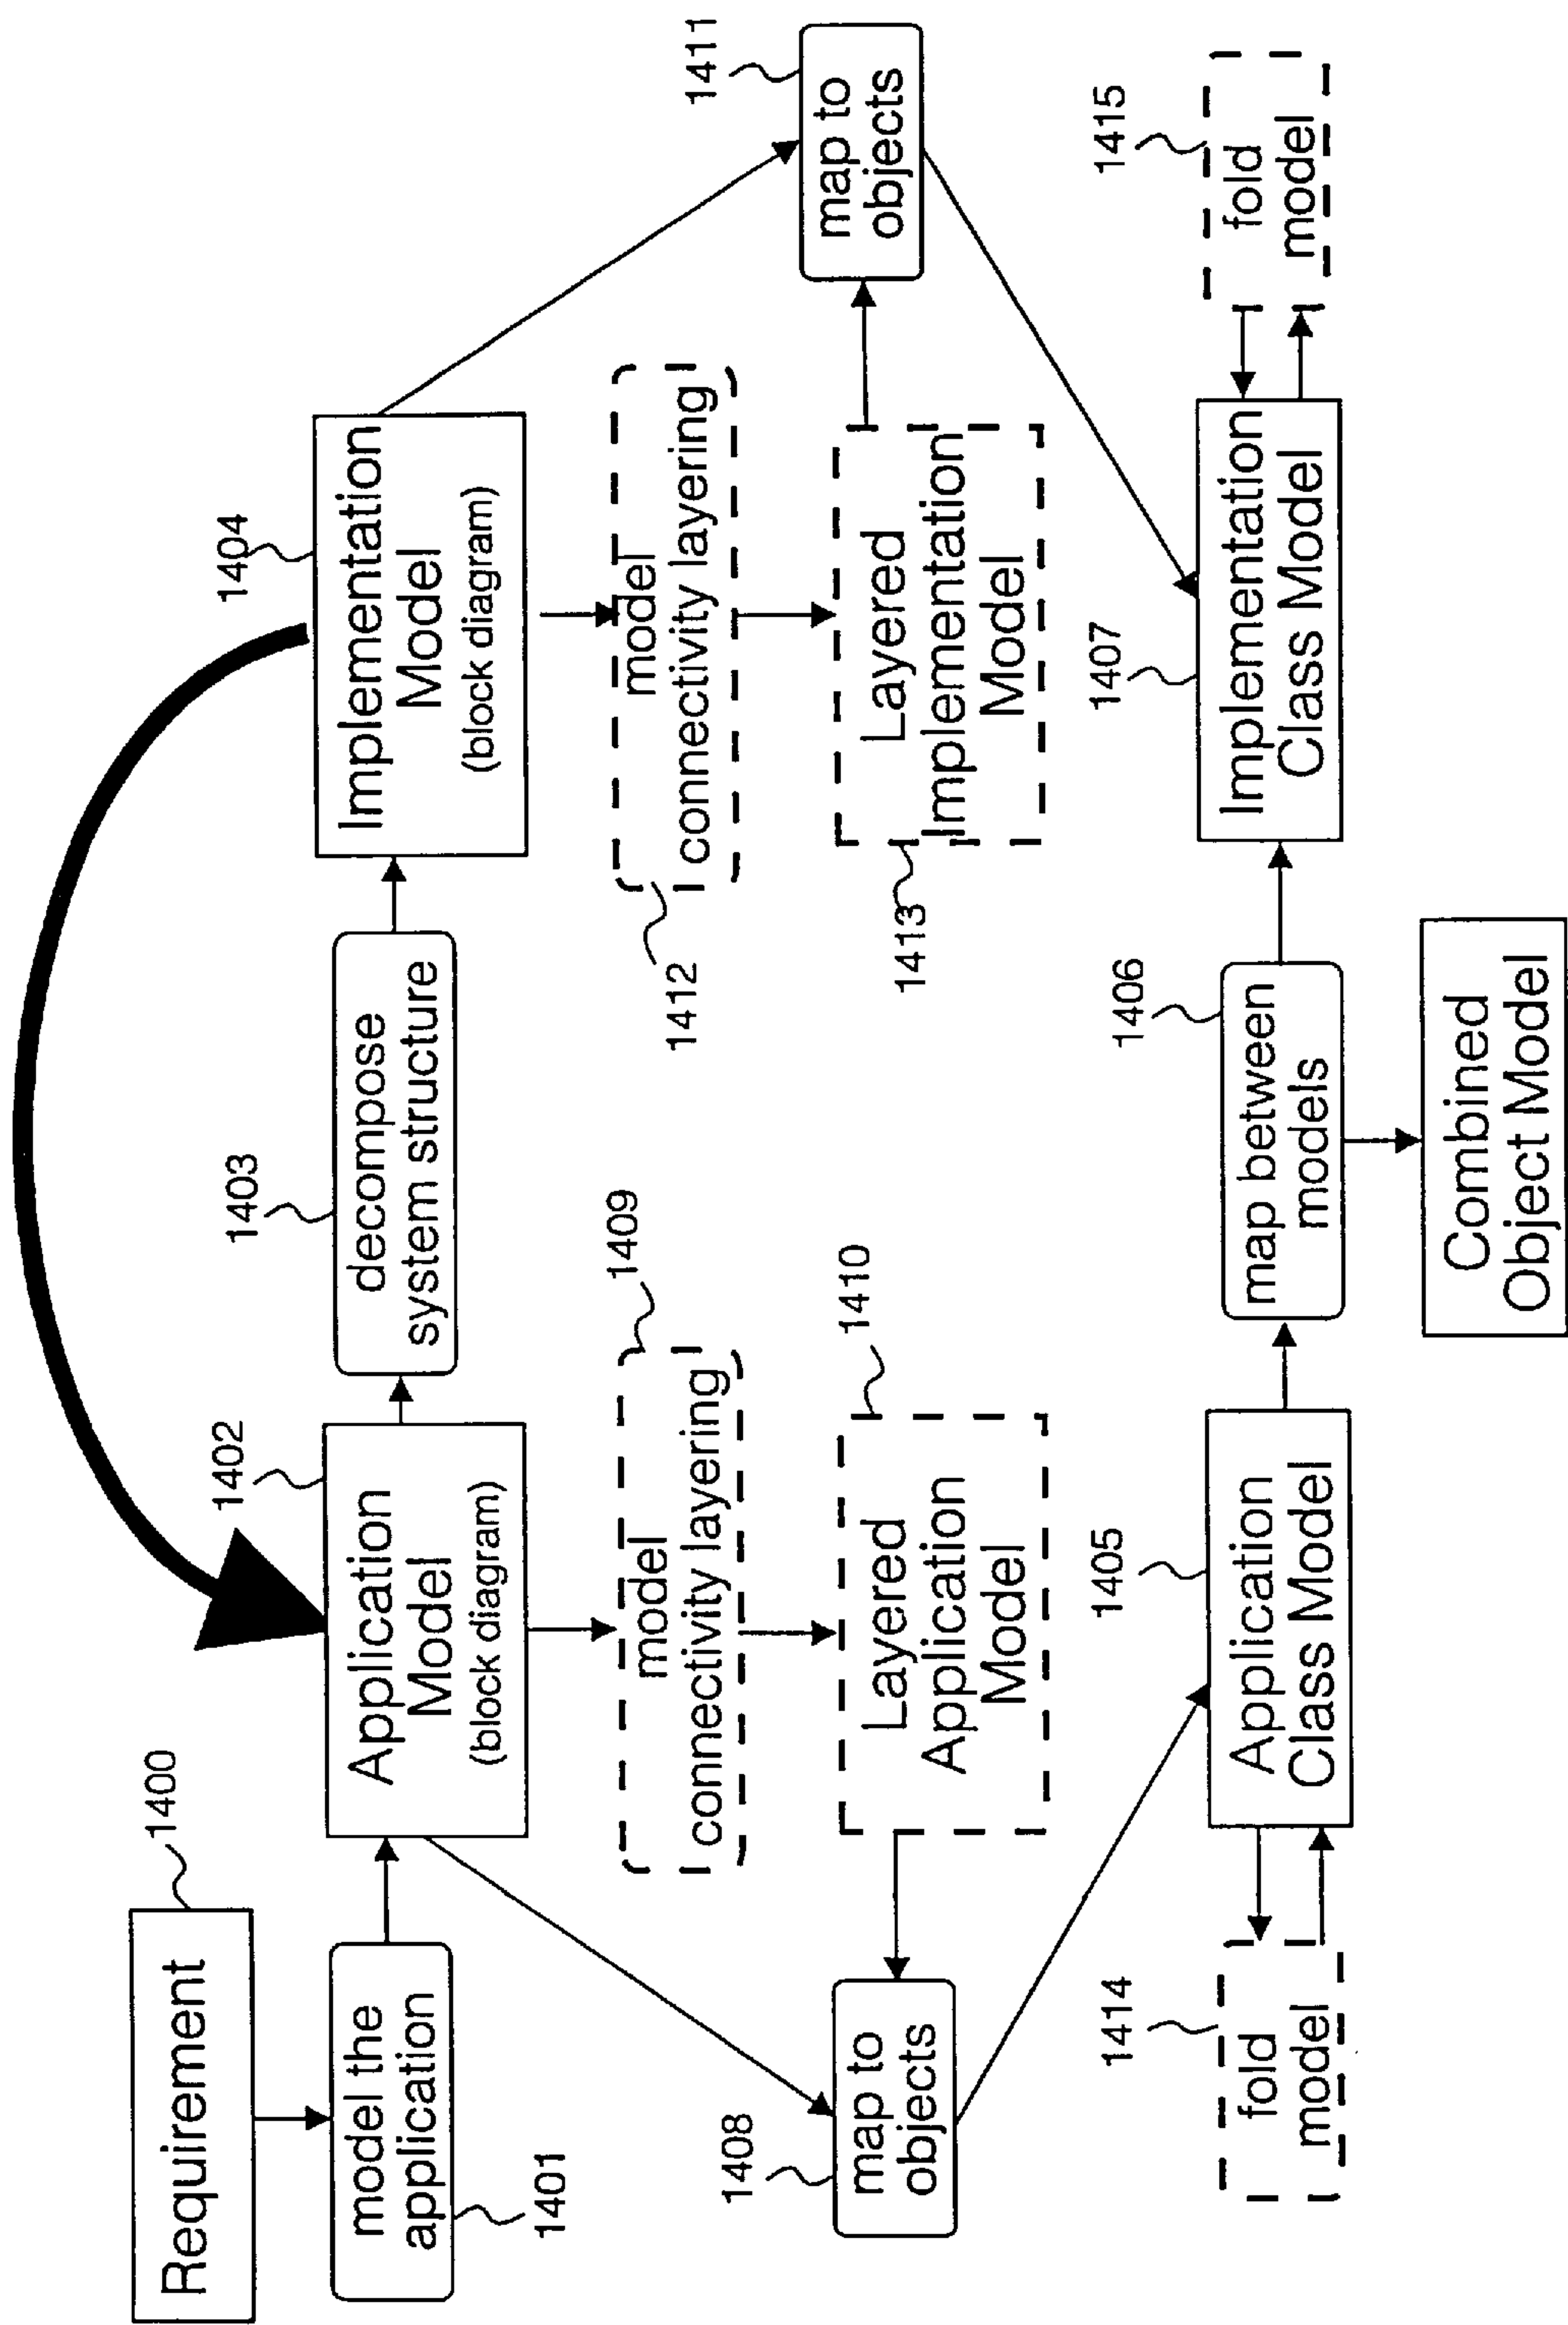 1400
Requirement
model the
application
1401
1402
Application
Model
(block diagram)
1403
decompose
system structure
1404
Implementation
Model
(block diagram)
1409
model
connectivity layering
1412
model
connectivity layering
1408
map to
objects
1410
Layered
Application
Model
1413
Layered
Implementation
Model
1411
map to
objects
1414
fold
model
1405
Application
Class Model
1406
map between
models
1407
Implementation
Class Model
1415
fold
model
Combined
Object Model